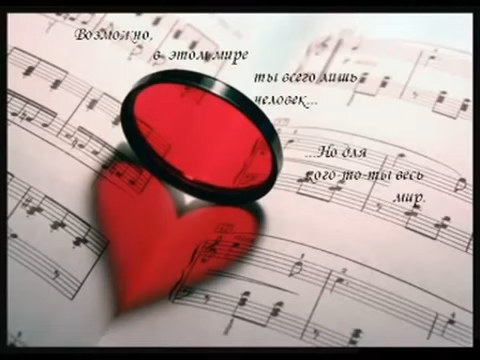 Возможно,
в этом мире
ты всего лишь
человек...
...Но для
кого-то-ты весь
мир.